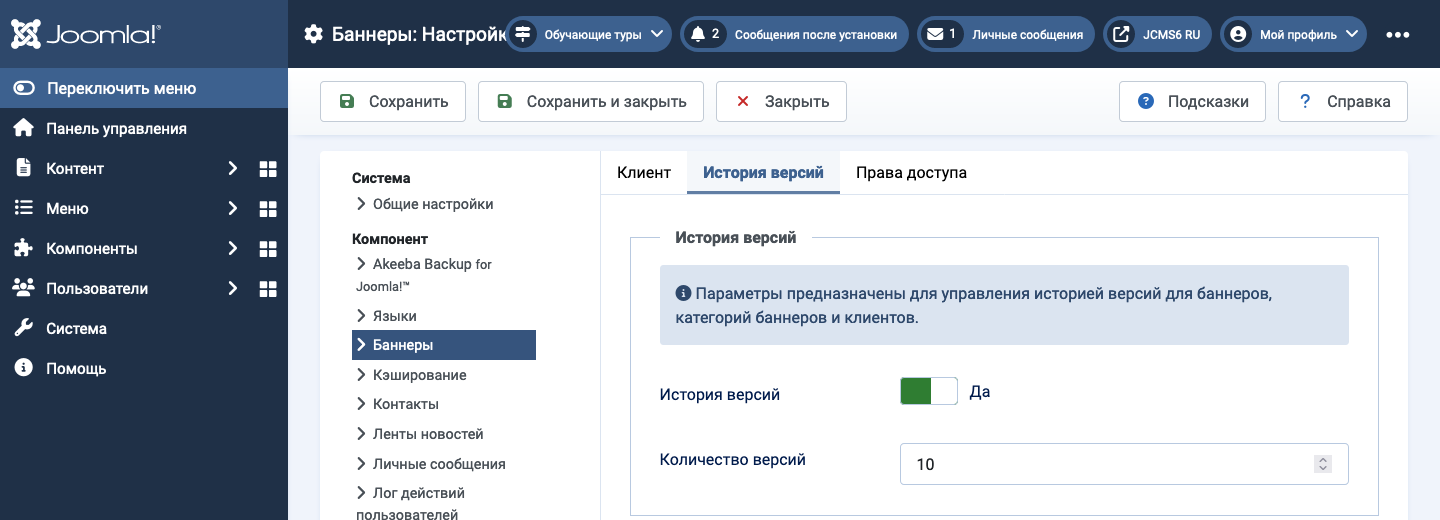 Joomla!®
Баннеры: Настройк
Обучающие туры
2 Сообщения после установки
1 Личные сообщения
JCMS6 RU
Мой профиль
Переключить меню
Панель управления
Контент
Меню
Компоненты
Пользователи
Система
Помощь
Сохранить
Сохранить и закрыть
Закрыть
Подсказки
Справка
Система
Общие настройки
Компонент
Akeeba Backup for
Joomla!™
Языки
Баннеры
Кэширование
Контакты
Ленты новостей
Личные сообщения
Лог действий
пользователей
Клиент
История версий
Права доступа
История версий
Параметры предназначены для управления историей версий для баннеров,
категорий баннеров и клиентов.
История версий
Да
Количество версий
10